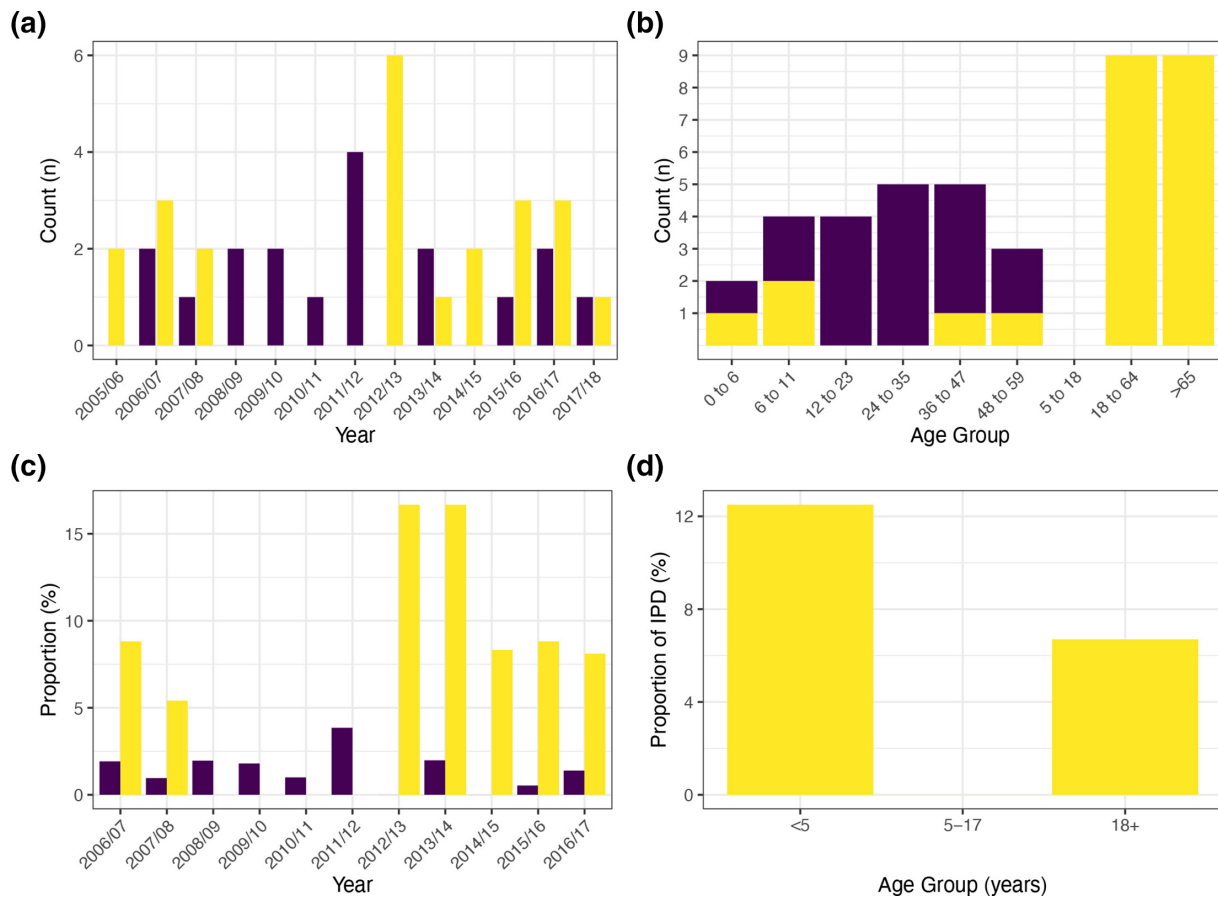 (a)
Count (n)
6
4
2
0
2005/06
2006/07
2007/08
2008/09
2009/10
2010/11
2011/12
2012/13
2013/14
2014/15
2015/16
2016/17
2017/18
Year
(b)
Count (n)
9
8
7
6
5
4
3
2
1
0 to 6
6 to 11
12 to 23
24 to 35
36 to 47
48 to 59
5 to 18
18 to 64
>65
Age Group
(c)
Proportion (%)
15
10
5
0
2006/07
2007/08
2008/09
2009/10
2010/11
2011/12
2012/13
2013/14
2014/15
2015/16
2016/17
Year
(d)
Proportion of IPD (%)
12
8
4
0
<5
5–17
18+
Age Group (years)